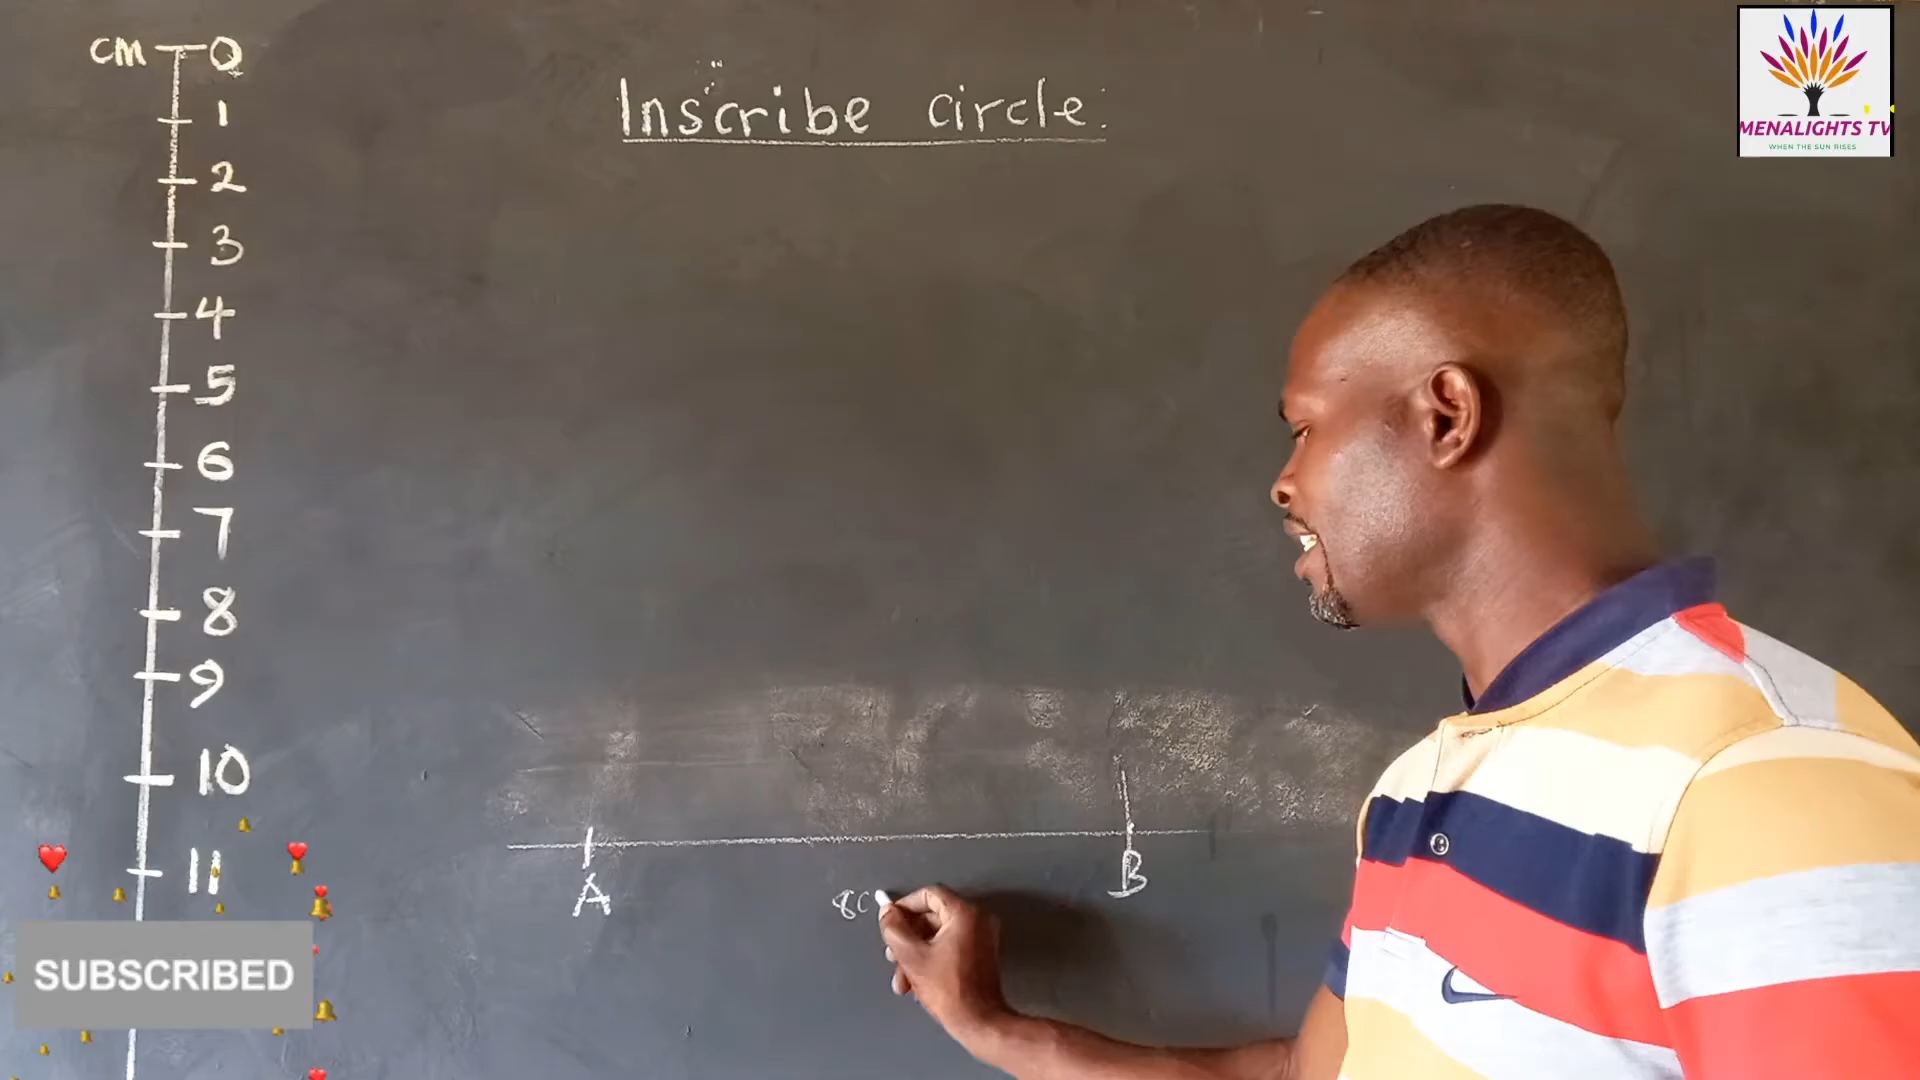 CM 0
1
2
3
4
5
6
7
8
9
10
11
Inscribe circle:
A
B
8C
MENALIGHTS TV
WHEN THE SUN RISES
SUBSCRIBED